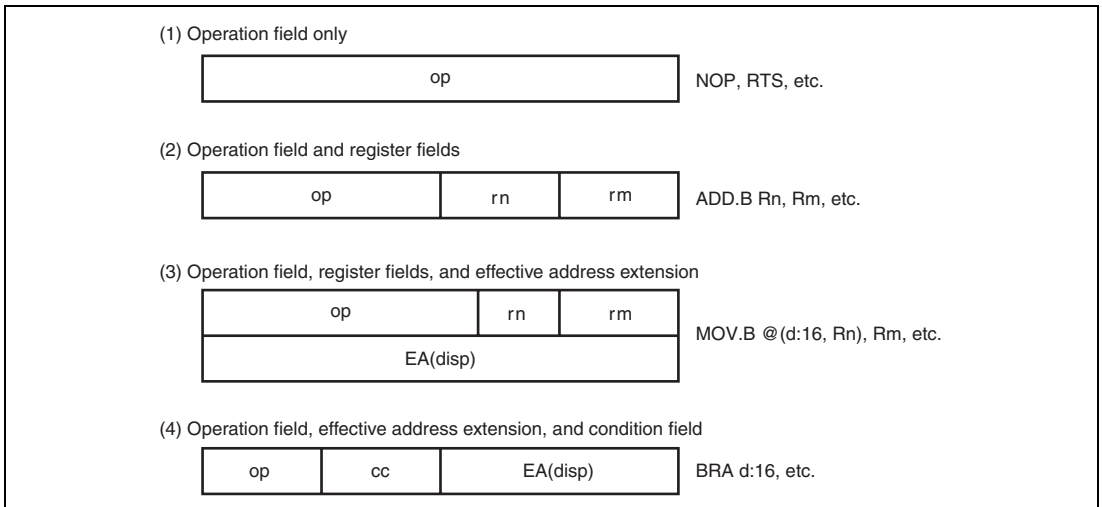 (1) Operation field only
op
NOP, RTS, etc.
(2) Operation field and register fields
op rn rm
ADD.B Rn, Rm, etc.
(3) Operation field, register fields, and effective address extension
op rn rm
EA(disp)
MOV.B @(d:16, Rn), Rm, etc.
(4) Operation field, effective address extension, and condition field
op cc EA(disp)
BRA d:16, etc.